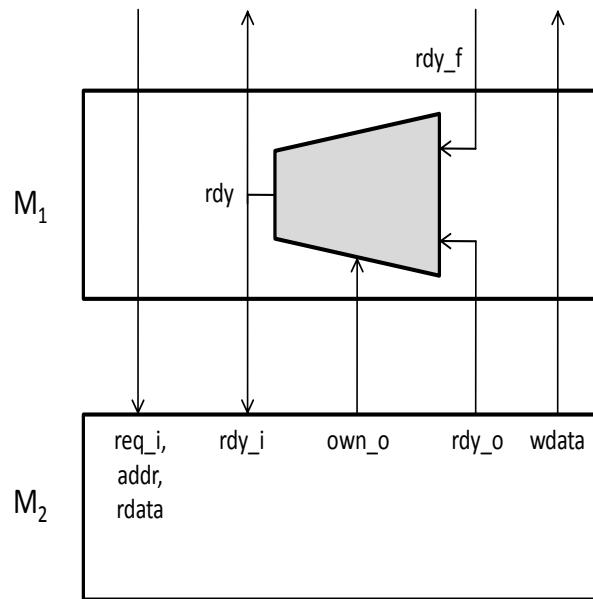 rdy_f
M1
rdy
req_i,
addr,
rdata
rdy_i
own_o
rdy_o
wdata
M2